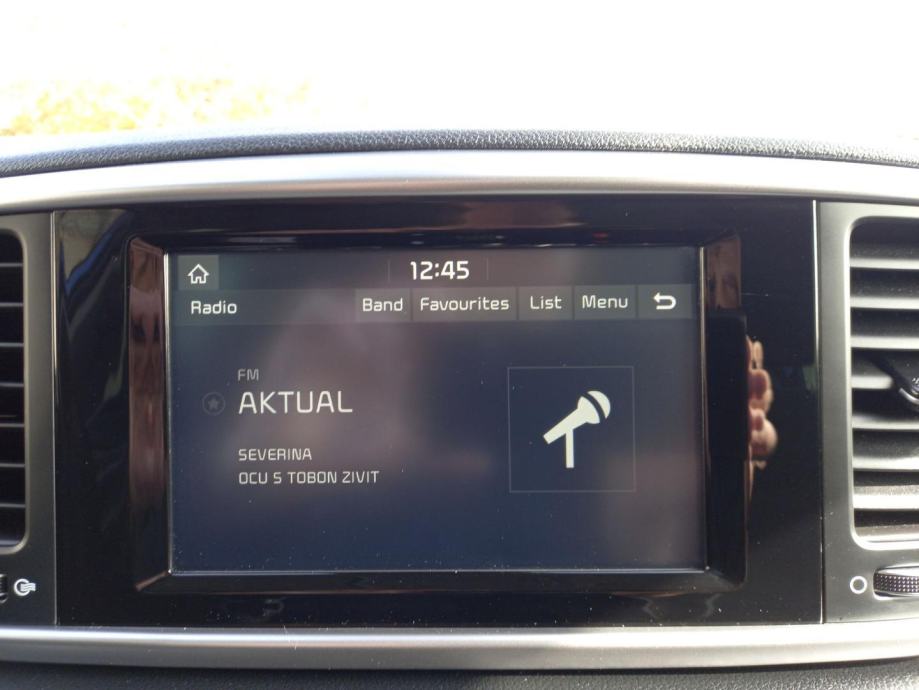 12:45
Radio
Band Favourites List Menu
FM
AKTUAL
SEVERINA
OCU S TOBON ZIVIT